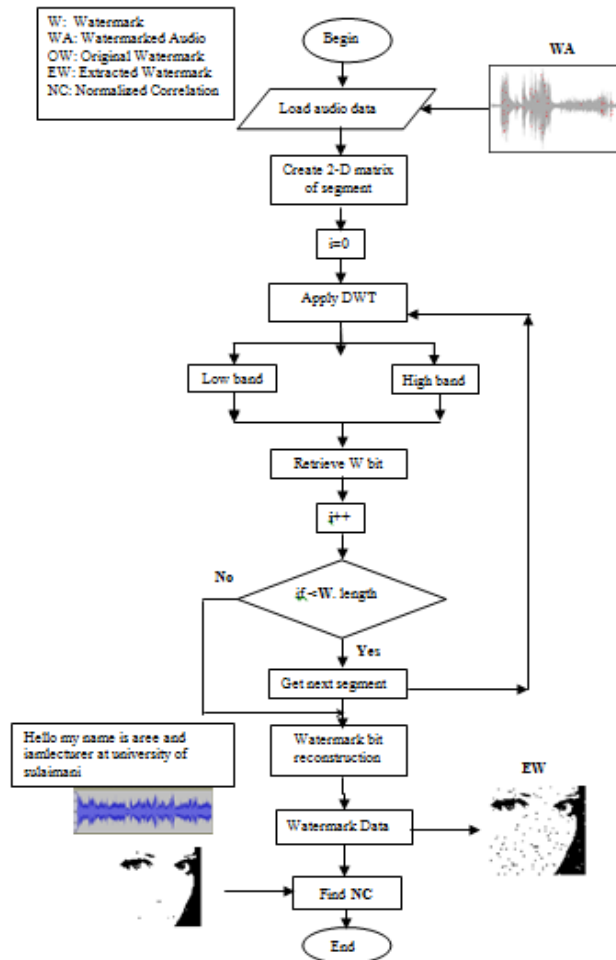 W: Watermark
WA: Watermarked Audio
OW: Original Watermark
EW: Extracted Watermark
NC: Normalized Correlation
Begin
WA
Load audio data
Create 2-D matrix
of segment
i=0
Apply DWT
Low band
High band
Retrieve W bit
i++
No
if <W. length
Yes
Get next segment
Hello my name is aree and
iamlecturer at university of
sulaimani
Watermark bit
reconstruction
EW
Watermark Data
Find NC
End